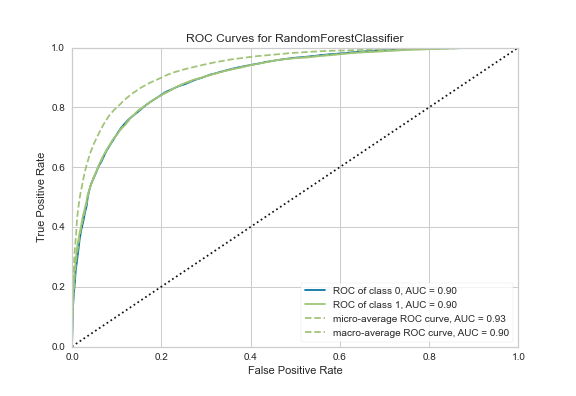 ROC Curves for RandomForestClassifier
1.0
0.8
0.6
0.4
0.2
0.0
True Positive Rate
ROC of class 0, AUC = 0.90
ROC of class 1, AUC = 0.90
micro-average ROC curve, AUC = 0.93
macro-average ROC curve, AUC = 0.90
0.0 0.2 0.4 0.6 0.8 1.0
False Positive Rate